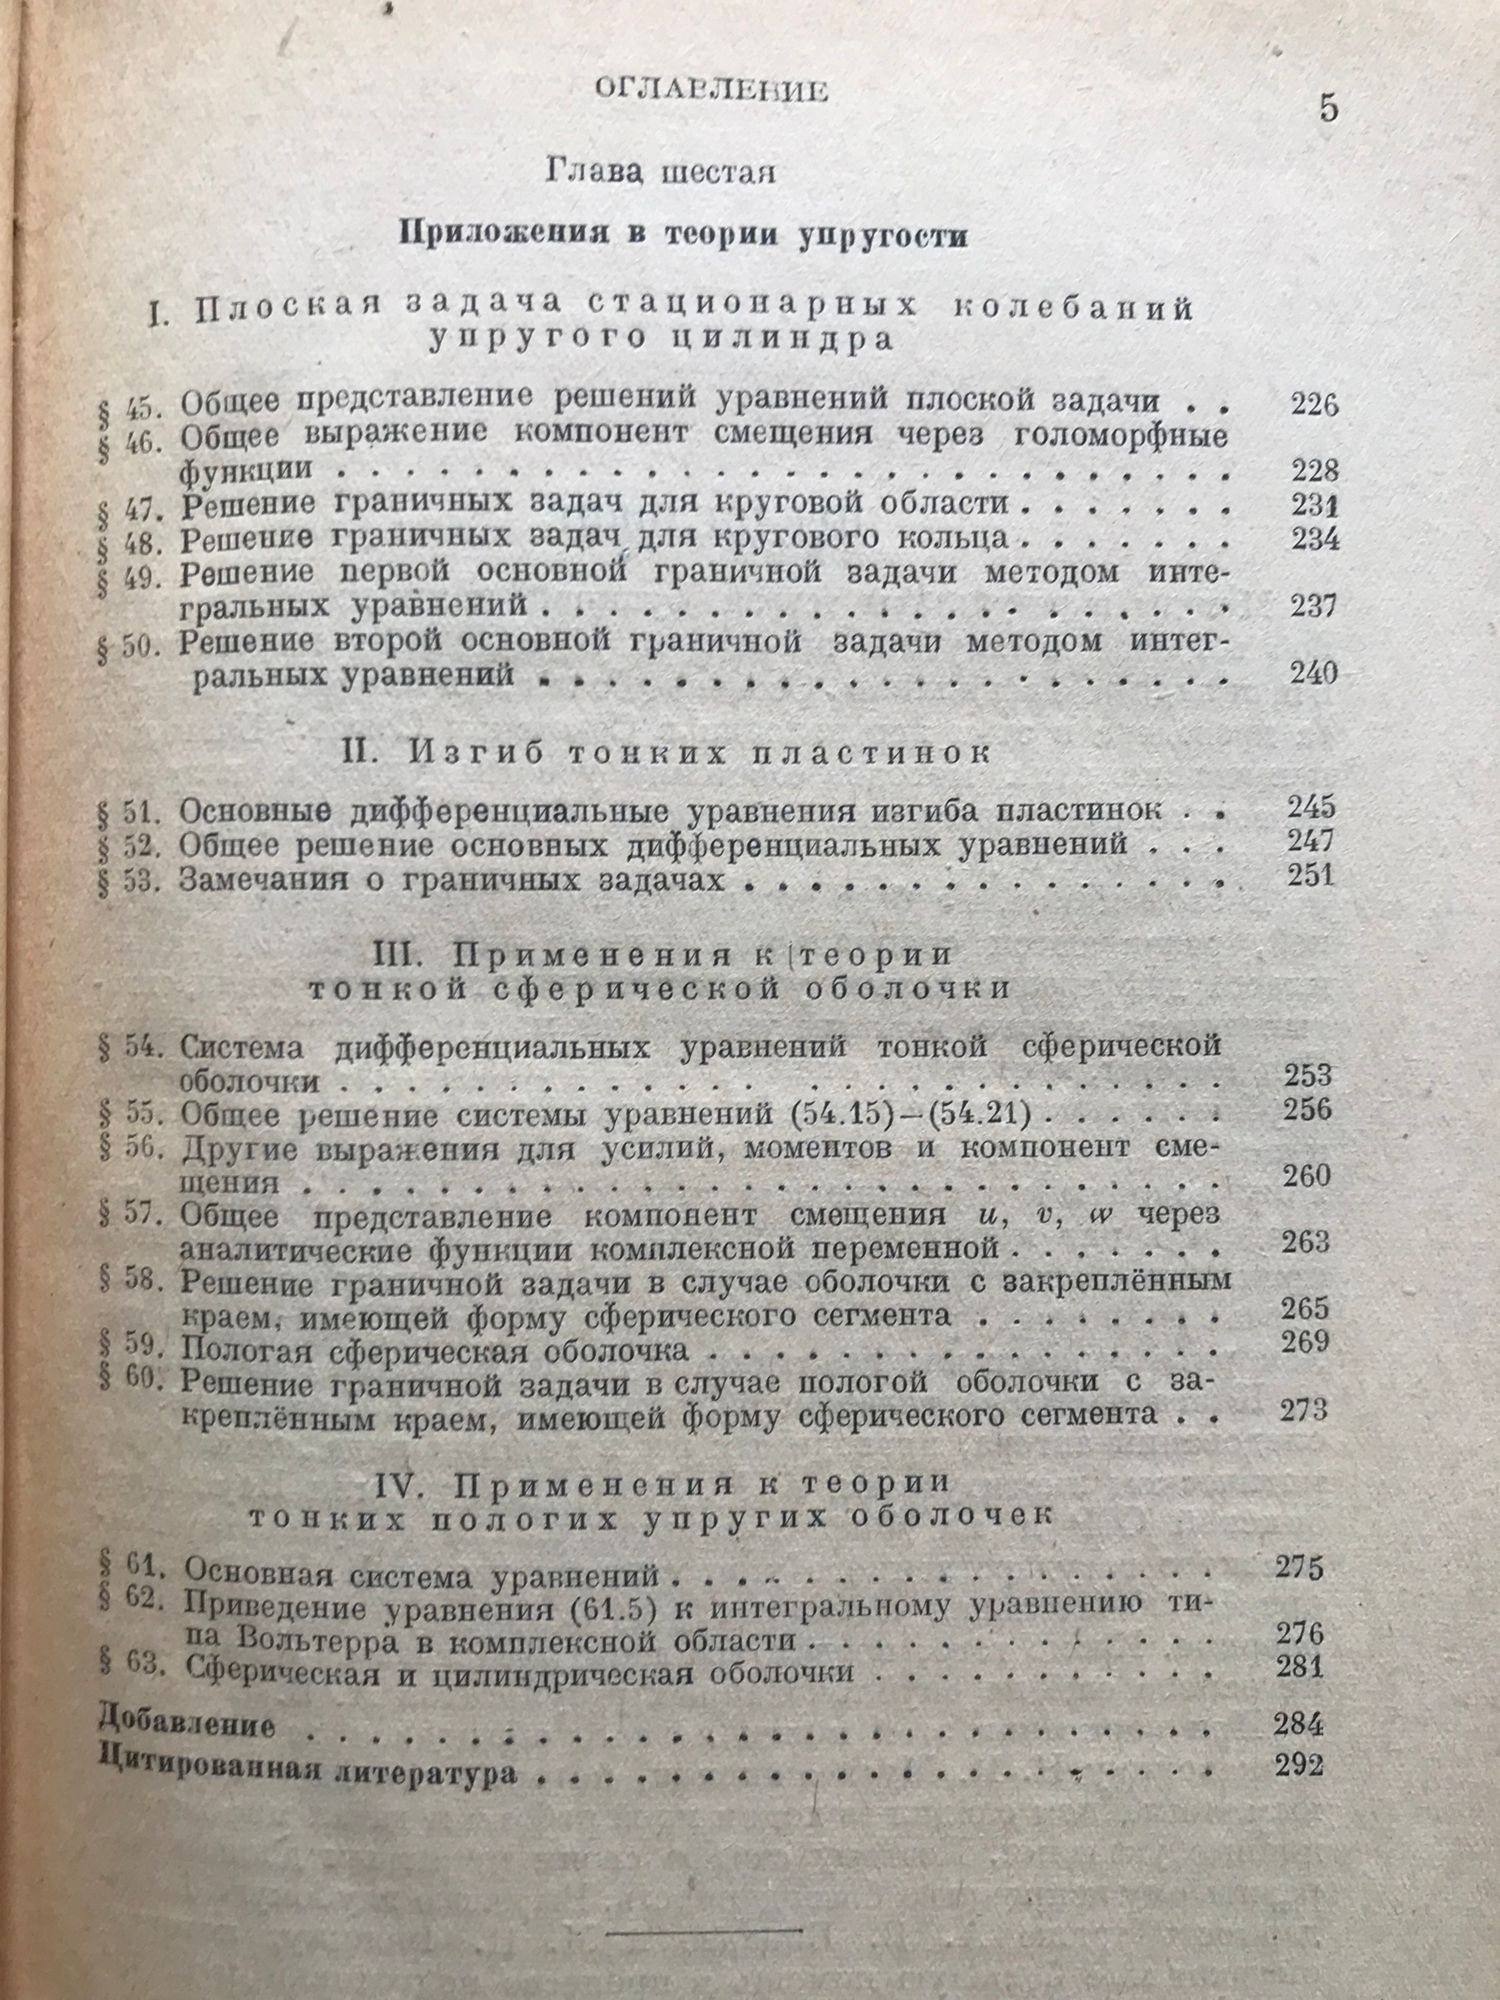 ОГЛАВЛЕНИЕ 5
Глава шестая
Приложения в теории упругости
I. Плоская задача стационарных колебаний
упругого цилиндра
§ 45. Общее представление решений уравнений плоской задачи . . 226
§ 46. Общее выражение компонент смещения через голоморфные
функции . . . . . . . . . . . . . . . . . . . . . . . . . . . 228
§ 47. Решение граничных задач для круговой области . . . . . . . 231
§ 48. Решение граничных задач для кругового кольца . . . . . . . 234
§ 49. Решение первой основной граничной задачи методом инте-
гральных уравнений . . . . . . . . . . . . . . . . . . . . . 237
§ 50. Решение второй основной граничной задачи методом интег-
ральных уравнений . . . . . . . . . . . . . . . . . . . . . 240
II. Изгиб тонких пластинок
§ 51. Основные дифференциальные уравнения изгиба пластинок . . 245
§ 52. Общее решение основных дифференциальных уравнений . . . 247
§ 53. Замечания о граничных задачах . . . . . . . . . . . . . . . 251
III. Применения к теории
тонкой сферической оболочки
§ 54. Система дифференциальных уравнений тонкой сферической
оболочки . . . . . . . . . . . . . . . . . . . . . . . . . . 253
§ 55. Общее решение системы уравнений (54.15)—(54.21) . . . . . . 256
§ 56. Другие выражения для усилий, моментов и компонент сме-
щения . . . . . . . . . . . . . . . . . . . . . . . . . . . . 260
§ 57. Общее представление компонент смещения u, v, w через
аналитические функции комплексной переменной . . . . . . . 263
§ 58. Решение граничной задачи в случае оболочки с закреплённым
краем, имеющей форму сферического сегмента . . . . . . . . 265
§ 59. Пологая сферическая оболочка . . . . . . . . . . . . . . . . 269
§ 60. Решение граничной задачи в случае пологой оболочки с за-
креплённым краем, имеющей форму сферического сегмента . . 273
IV. Применения к теории
тонких пологих упругих оболочек
§ 61. Основная система уравнений . . . . . . . . . . . . . . . . . 275
§ 62. Приведение уравнения (61.5) к интегральному уравнению ти-
па Вольтерра в комплексной области . . . . . . . . . . . . . 276
§ 63. Сферическая и цилиндрическая оболочки . . . . . . . . . . . 281
Добавление . . . . . . . . . . . . . . . . . . . . . . . . . . . 284
Цитированная литература . . . . . . . . . . . . . . . . . . . . . 292